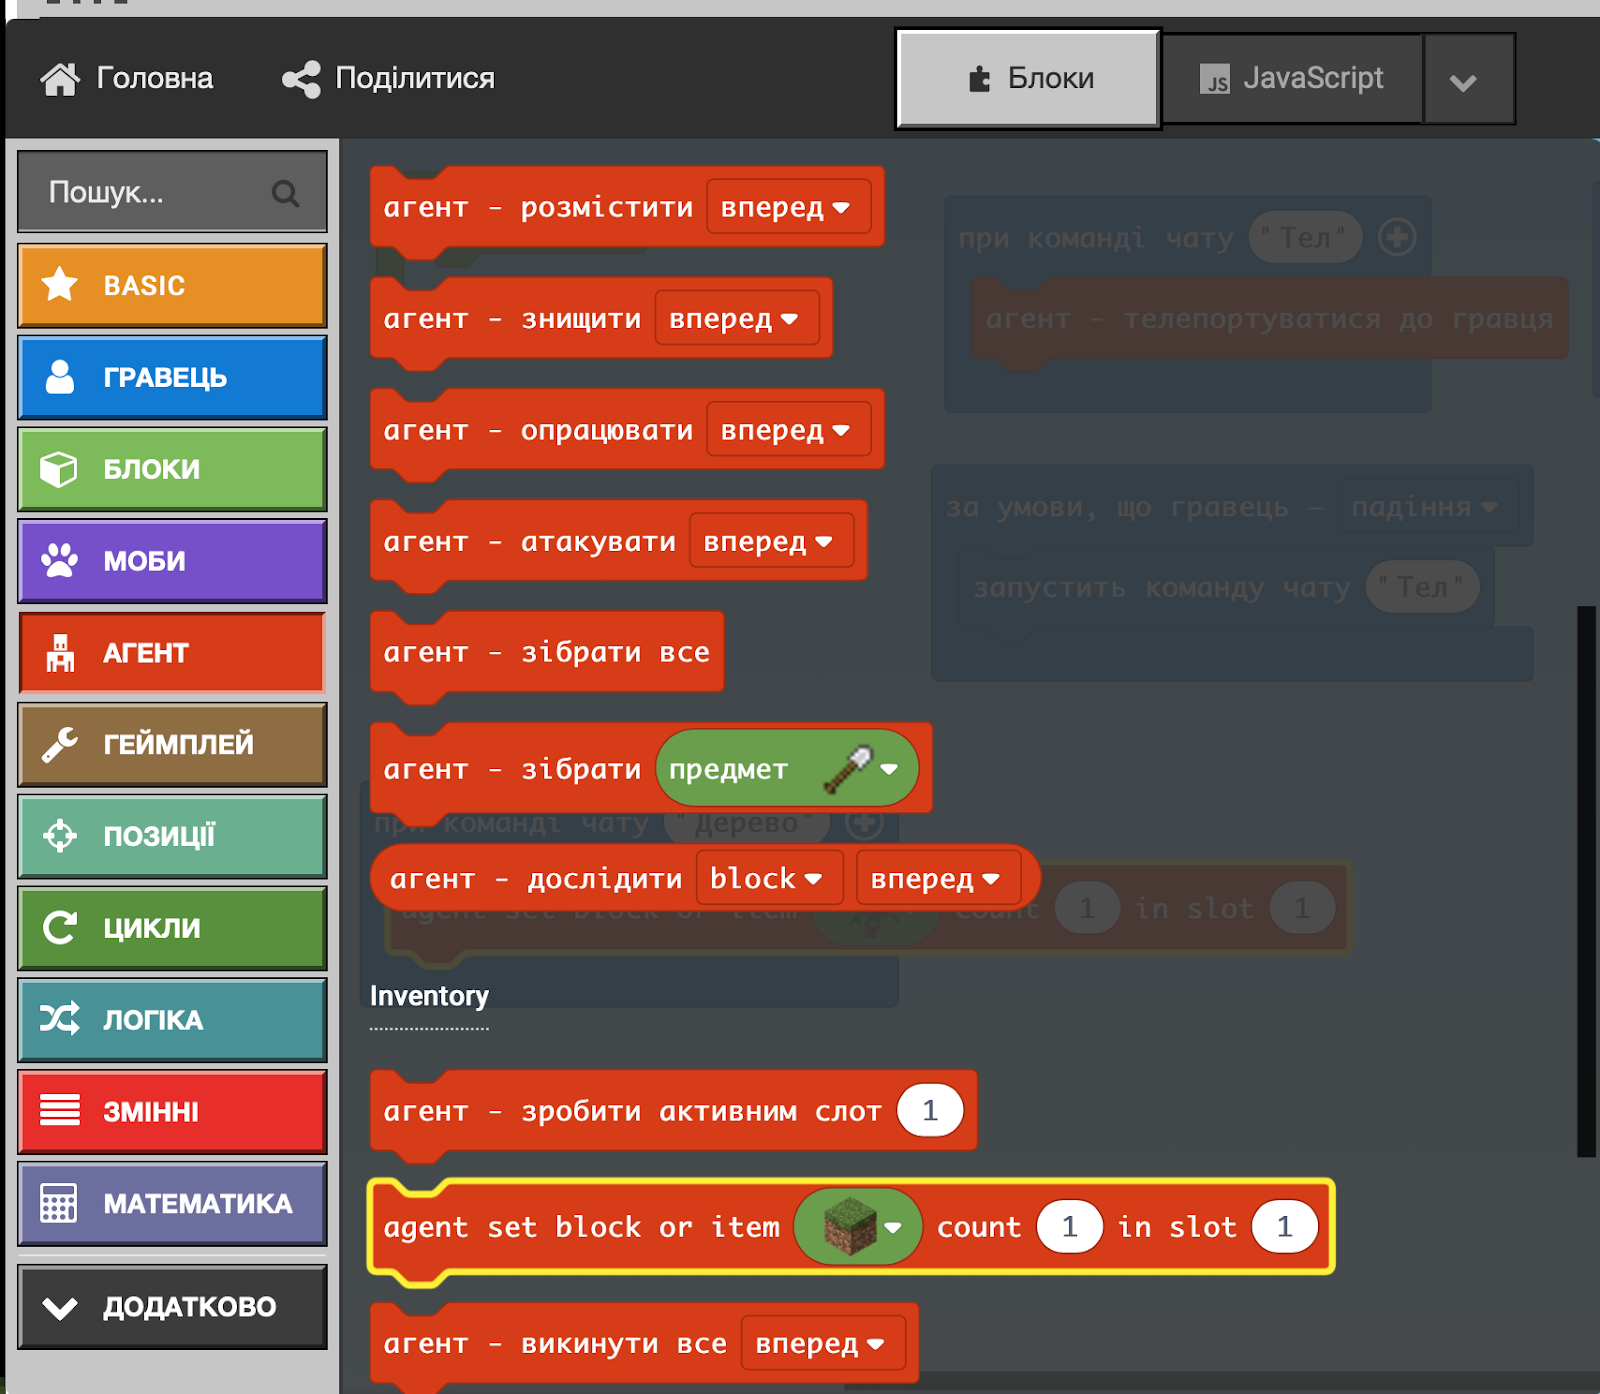 Головна
Поділитися
Блоки
JavaScript
Пошук...
BASIC
ГРАВЕЦЬ
БЛОКИ
МОБИ
АГЕНТ
ГЕЙМПЛЕЙ
ПОЗИЦІЇ
ЦИКЛИ
ЛОГІКА
ЗМІННІ
МАТЕМАТИКА
ДОДАТКОВО
агент - розмістити вперед
агент - знищити вперед
агент - опрацювати вперед
агент - атакувати вперед
агент - зібрати все
агент - зібрати предмет
при команді чату "Дерево"
агент - дослідити block вперед
agent set block or item count 1 in slot 1
Inventory
агент - зробити активним слот 1
agent set block or item count 1 in slot 1
агент - викинути все вперед
при команді чату "Тел"
агент - телепортуватися до гравця
за умови, що гравець – падіння
запустить команду чату "Тел"